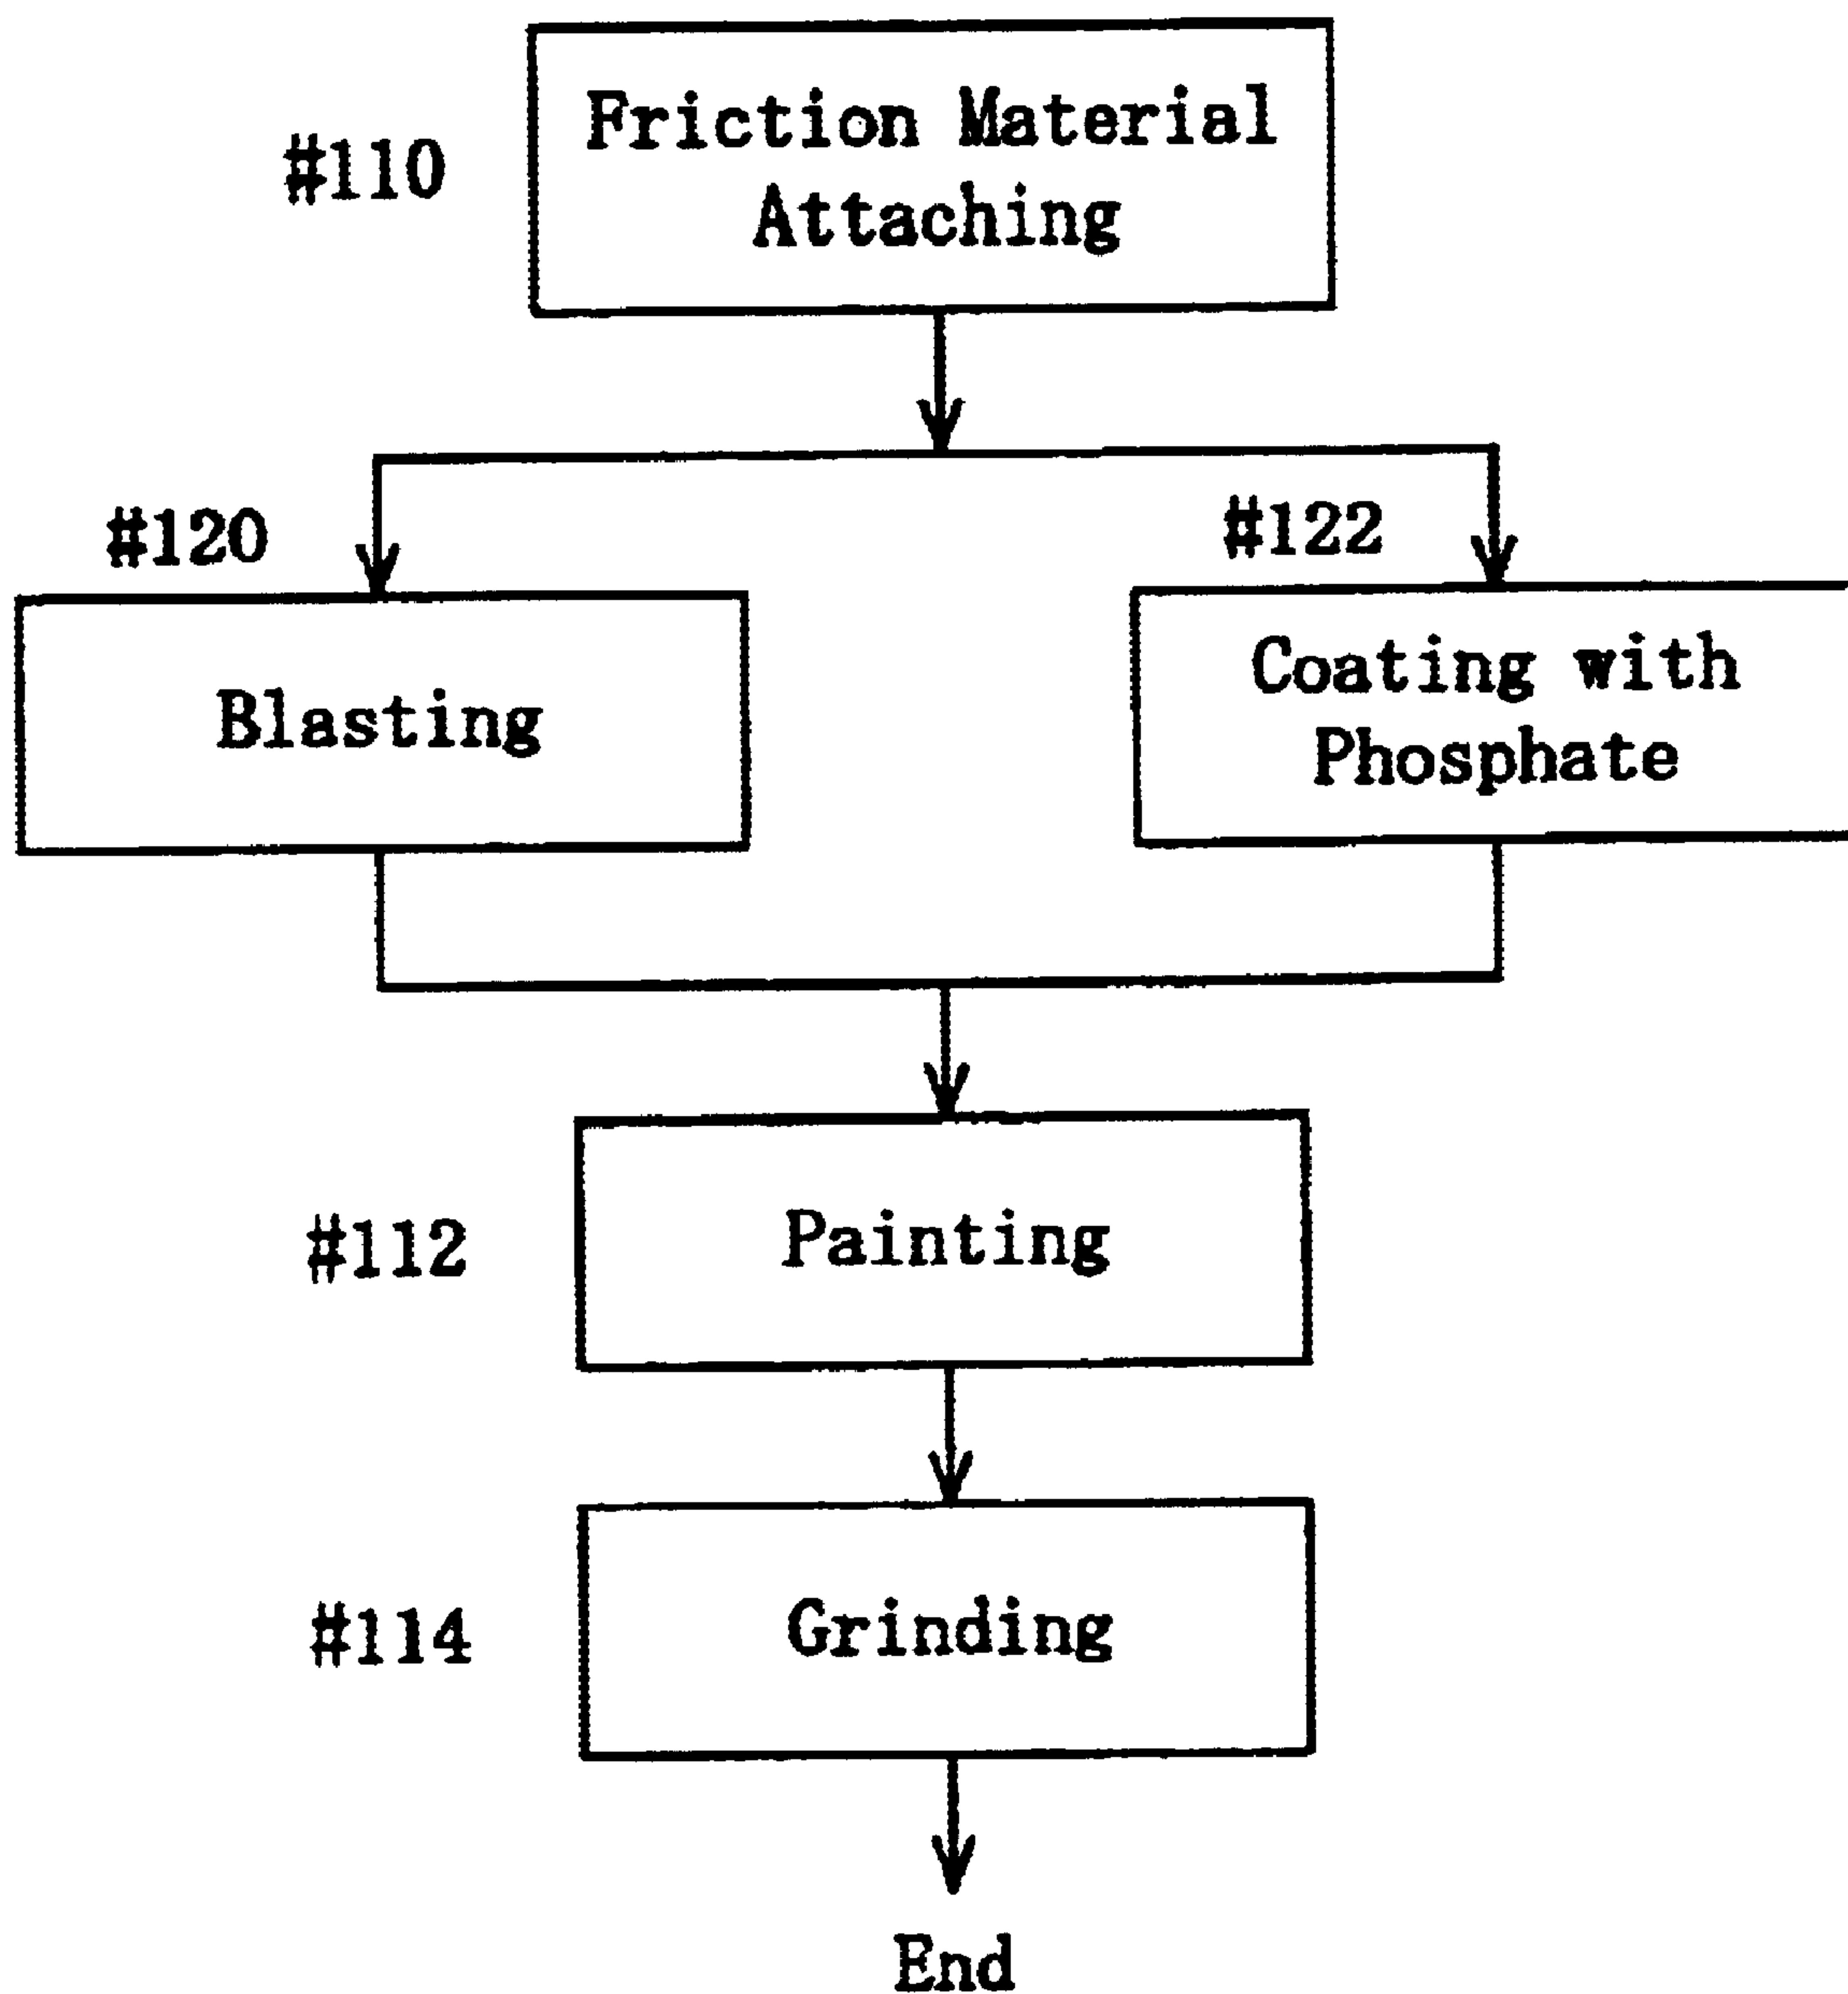 #110
Friction Material
Attaching
#120
#122
Blasting
Coating with
Phosphate
#112
Painting
#114
Grinding
End